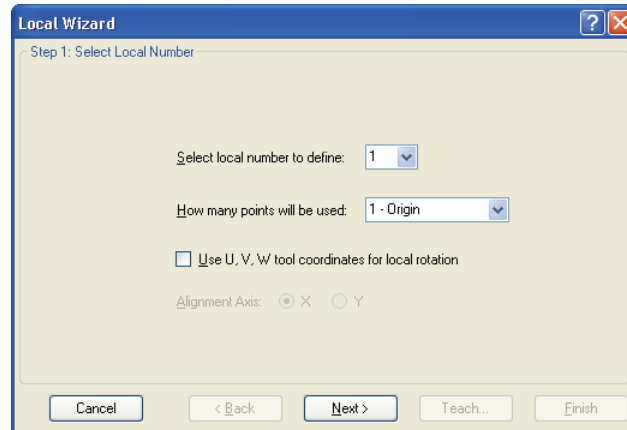 Local Wizard ? X
Step 1: Select Local Number
Select local number to define: 1
How many points will be used: 1 - Origin
Use U, V, W tool coordinates for local rotation
Alignment Axis: X Y
Cancel < Back Next > Teach... Finish